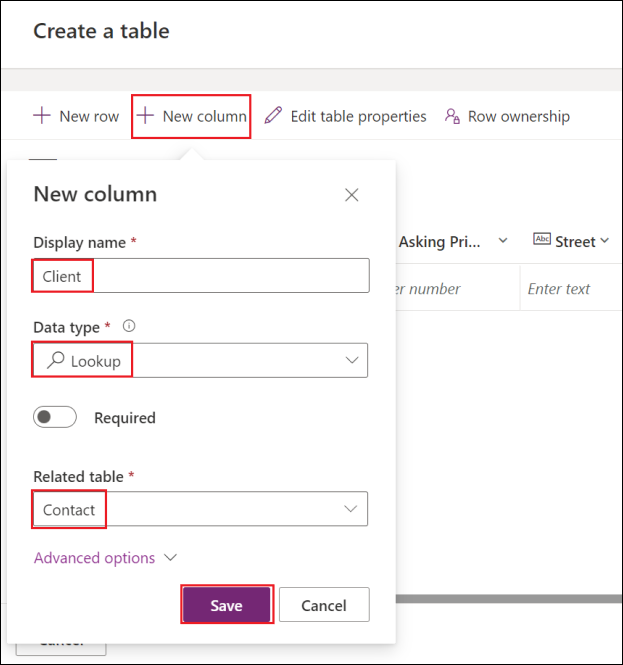 Create a table
New row
New column
Edit table properties
Row ownership
New column
Display name *
Client
Data type *
Lookup
Required
Related table *
Contact
Advanced options
Save
Cancel
Asking Pri...
Abc Street
er number
Enter text
Cancel